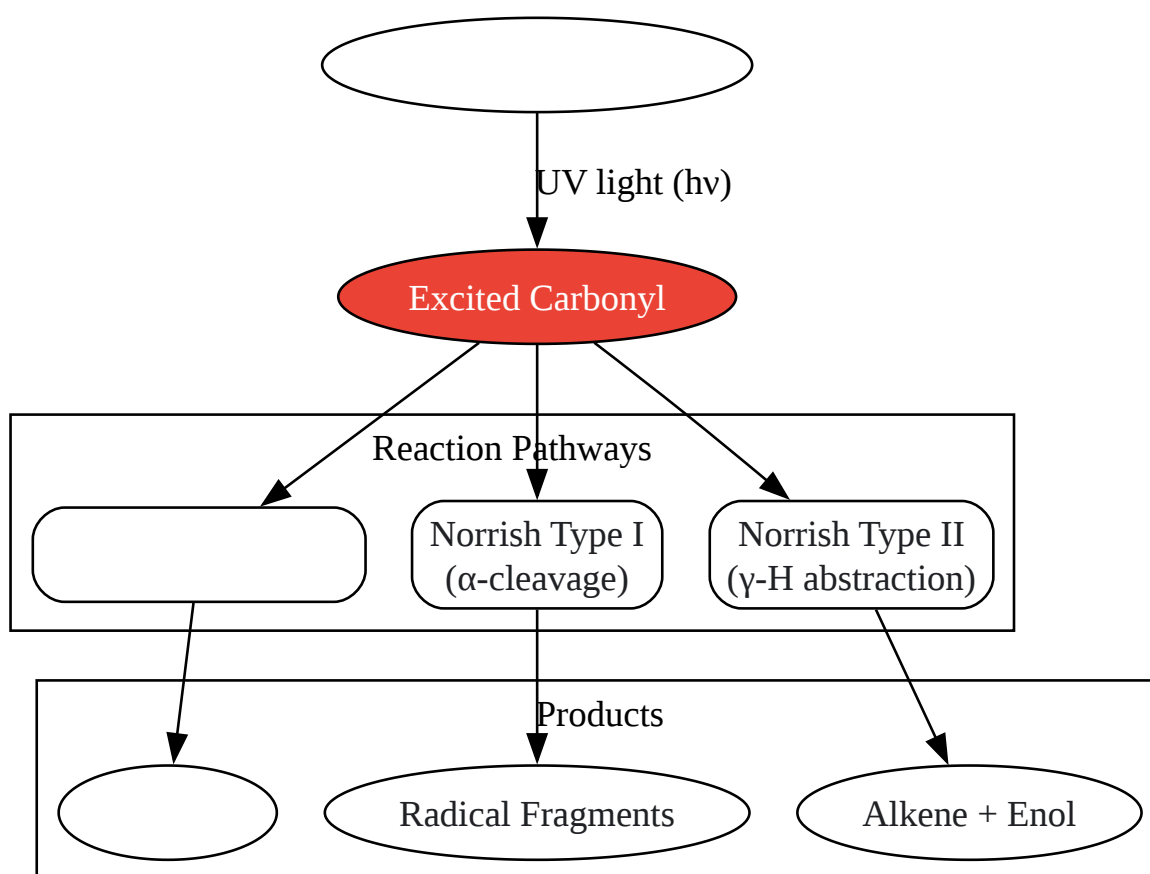 UV light (hν)
Excited Carbonyl
Reaction Pathways
Norrish Type I
(α-cleavage)
Norrish Type II
(γ-H abstraction)
Products
Radical Fragments
Alkene + Enol